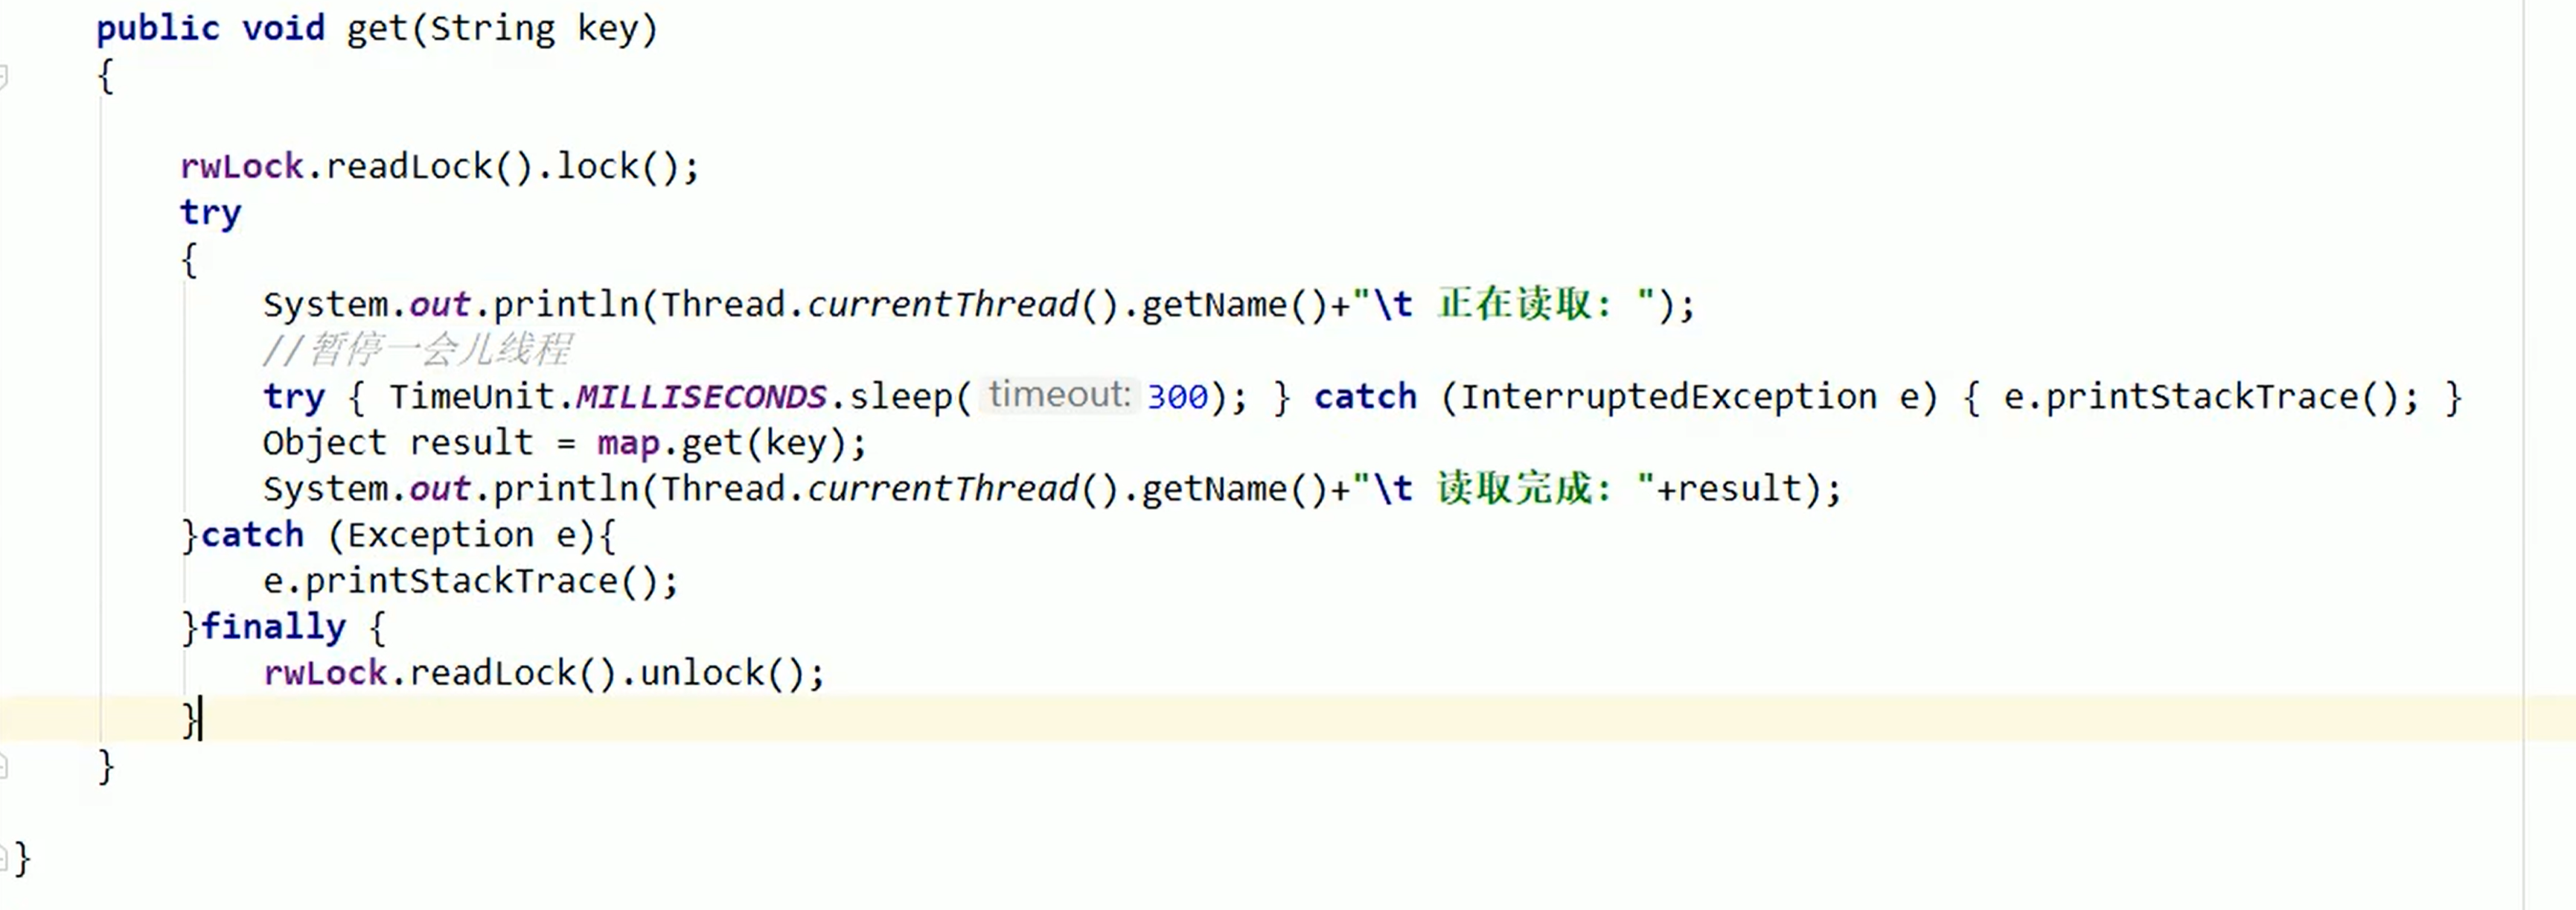 public void get(String key)
{
rwLock.readLock().lock();
try
{
System.out.println(Thread.currentThread().getName()+"\t 正在读取: ");
//暂停一会儿线程
try { TimeUnit.MILLISECONDS.sleep( timeout: 300); } catch (InterruptedException e) { e.printStackTrace(); }
Object result = map.get(key);
System.out.println(Thread.currentThread().getName()+"\t 读取完成: "+result);
}catch (Exception e){
e.printStackTrace();
}finally {
rwLock.readLock().unlock();
}
}
}